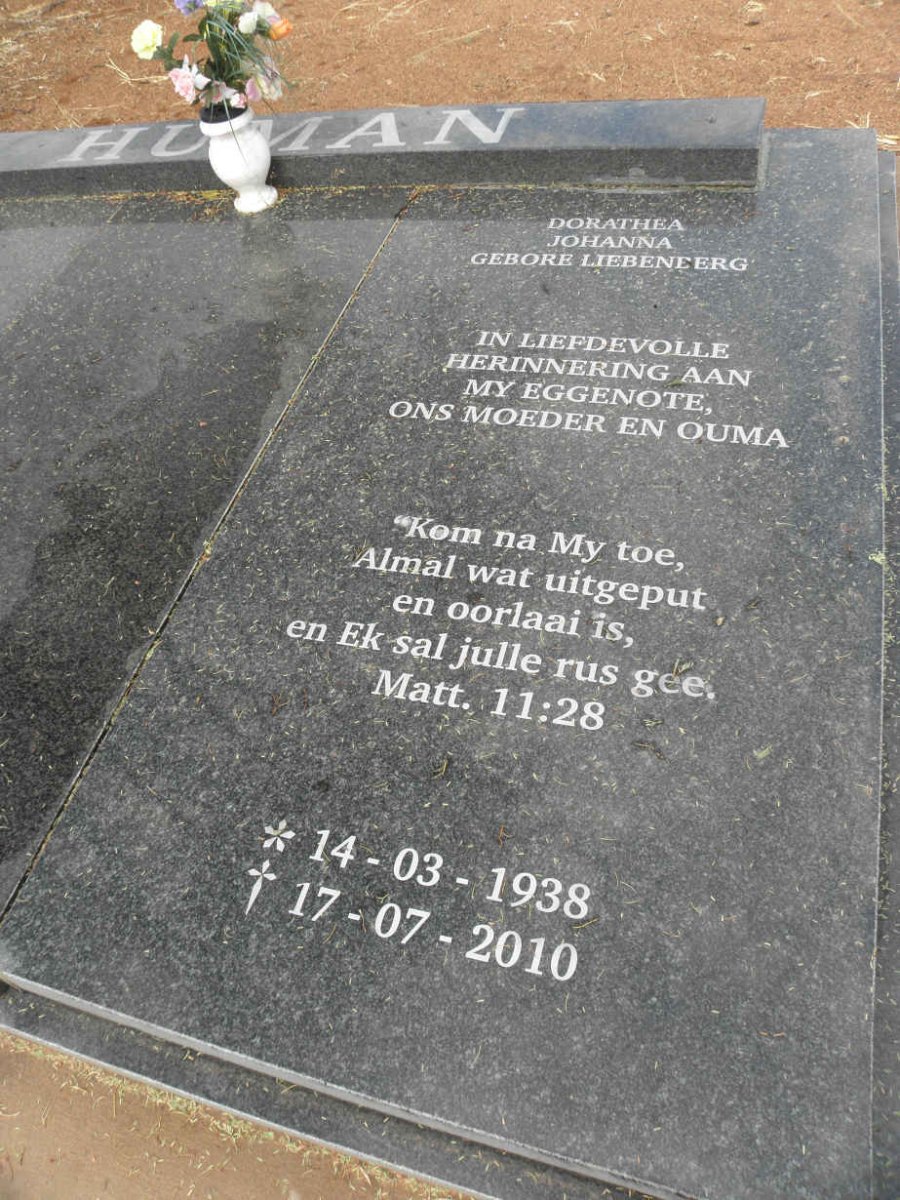 HUMAN
DORATHEA
JOHANNA
GEBORE LIEBENDERG
IN LIEFDEVOLLE
HERINNERING AAN
MY EGGENOTE,
ONS MOEDER EN OUMA
“Kom na My toe,
Almal wat uitgeput
en oorlaai is,
en Ek sal julle rus gee.
Matt. 11:28
* 14 - 03 - 1938
† 17 - 07 - 2010